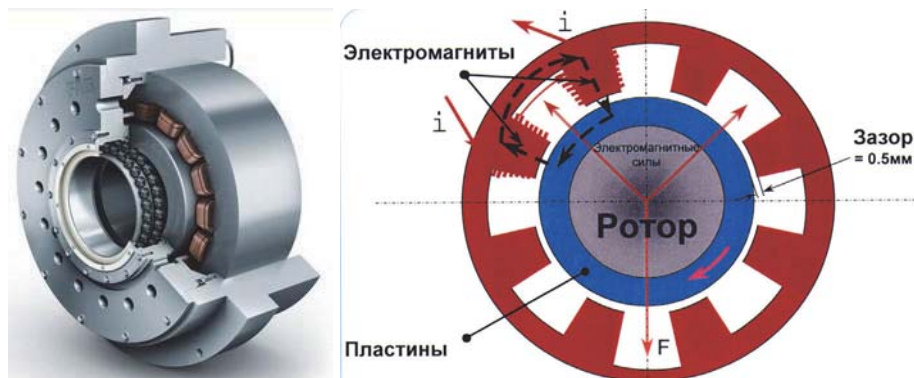 i
Электромагниты
i
Зазор
= 0.5мм
Электромагнитные
силы
Ротор
Пластины
F